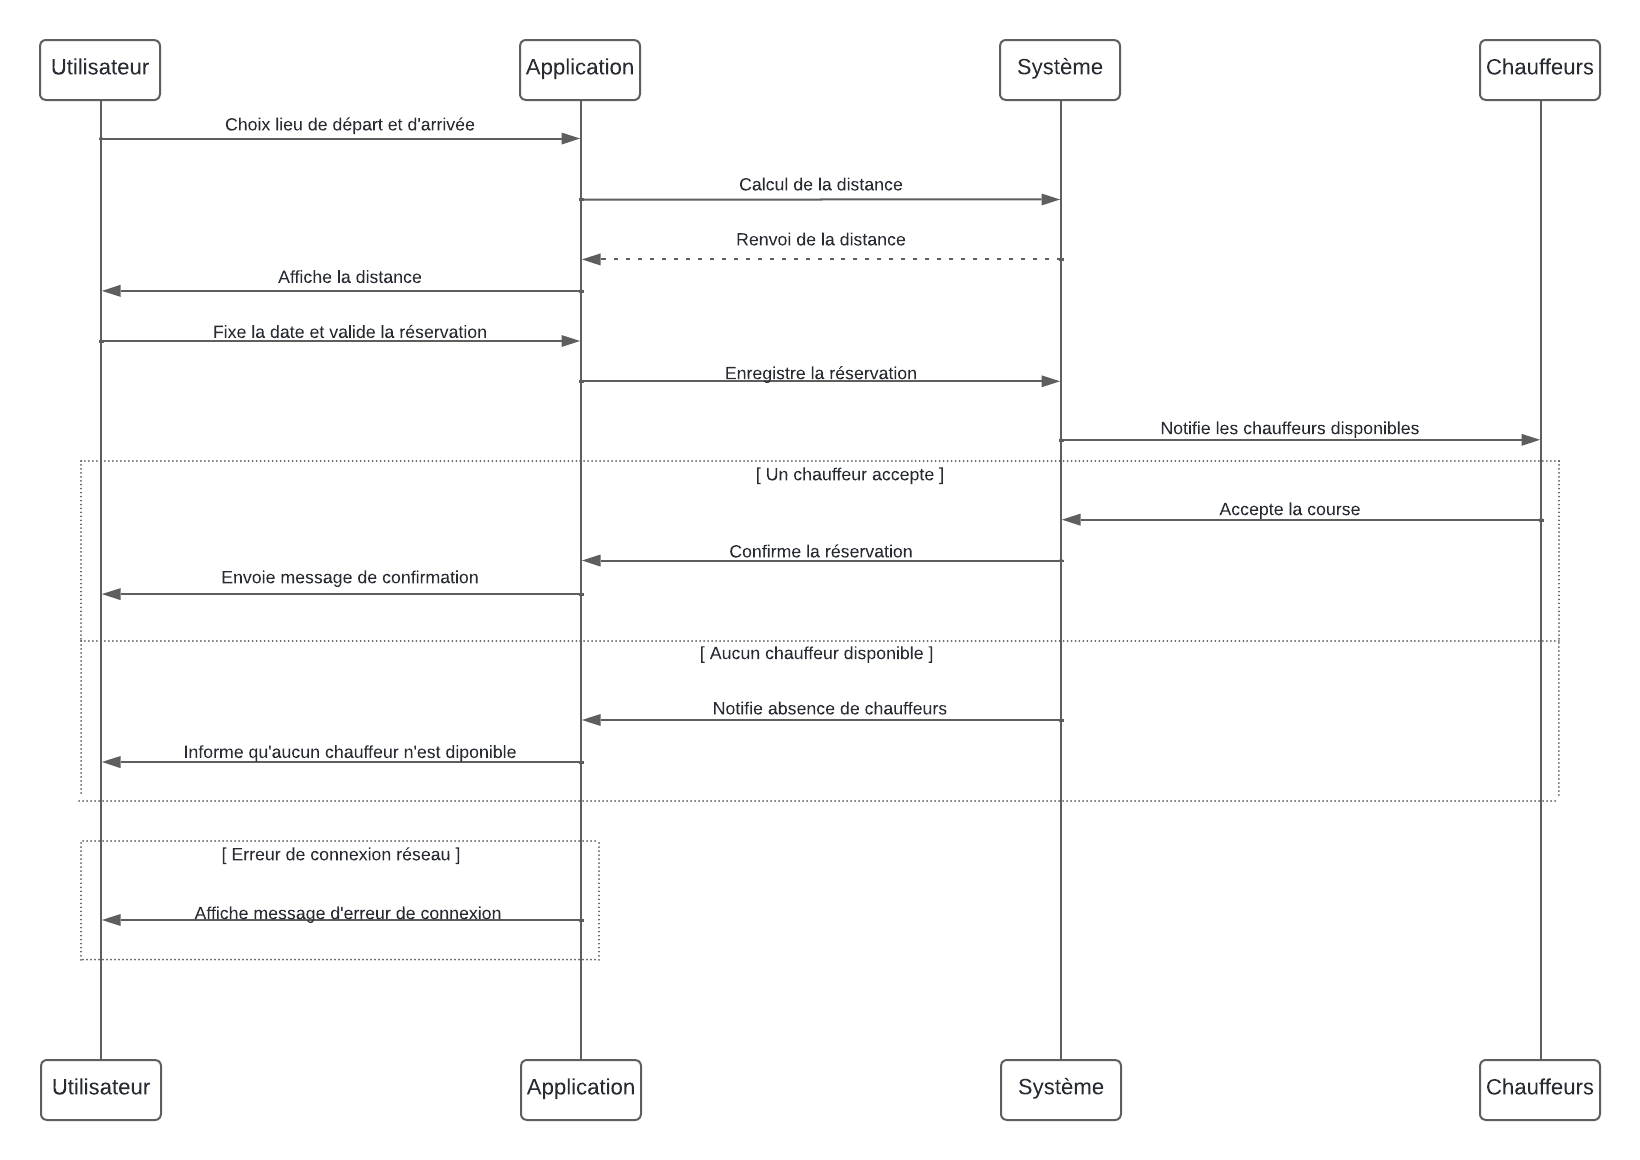 Utilisateur
Application
Système
Chauffeurs
Choix lieu de départ et d'arrivée
Calcul de la distance
Renvoi de la distance
Affiche la distance
Fixe la date et valide la réservation
Enregistre la réservation
Notifie les chauffeurs disponibles
[ Un chauffeur accepte ]
Accepte la course
Confirme la réservation
Envoie message de confirmation
[ Aucun chauffeur disponible ]
Notifie absence de chauffeurs
Informe qu'aucun chauffeur n'est diponible
[ Erreur de connexion réseau ]
Affiche message d'erreur de connexion
Utilisateur
Application
Système
Chauffeurs